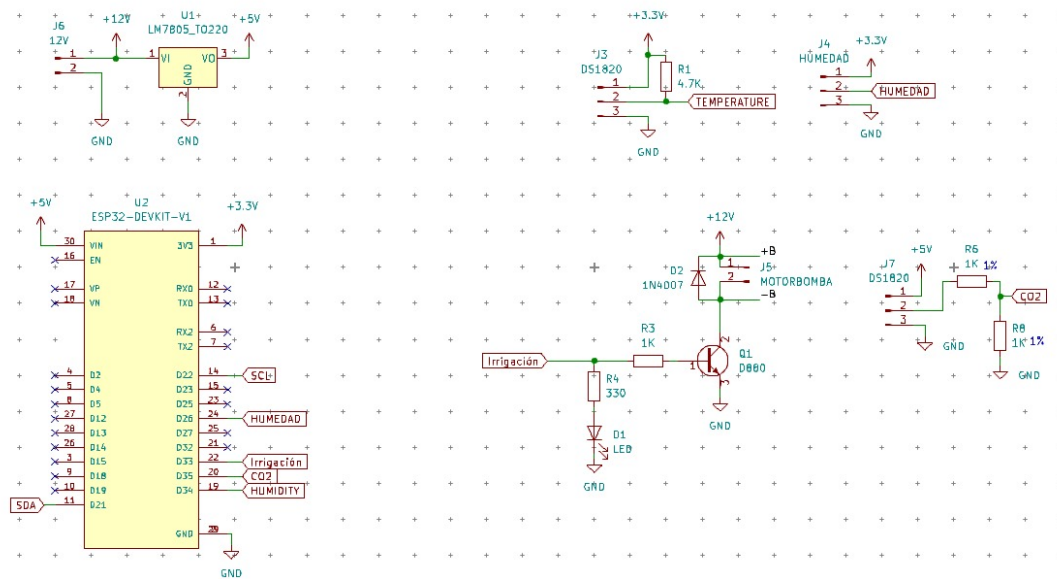 J6
12V
1
2
+12V
U1
LM7805_TO220
1
VI
VO
3
GND
2
+5V
GND
GND
+3.3V
J3
DS1820
1
2
3
R1
4.7K
TEMPERATURE
GND
J4
HUMEDAD
1
2
3
+3.3V
HUMEDAD
GND
+5V
U2
ESP32-DEVKIT-V1
+3.3V
30 VIN
3V3 1
16 EN
17 VP
RX0 12
18 VN
TX0 13
RX2 6
TX2 7
4 D2
D22 14 SCL
5 D4
D23 15
8 D5
D25 23
27 D12
D26 24 HUMEDAD
28 D13
D27 25
26 D14
D32 21
3 D15
D33 22 Irrigación
9 D18
D35 20 CO2
10 D19
D34 19 HUMIDITY
SDA 11 D21
GND
GND
+12V
+B
D2
1N4007
1
2
J5
MOTORBOMBA
-B
Irrigación
R3
1K
1
2
3
Q1
D880
R4
330
D1
LED
GND
GND
+5V
J7
DS1820
1
2
3
R6
1K 1%
CO2
R8
1K 1%
GND
GND